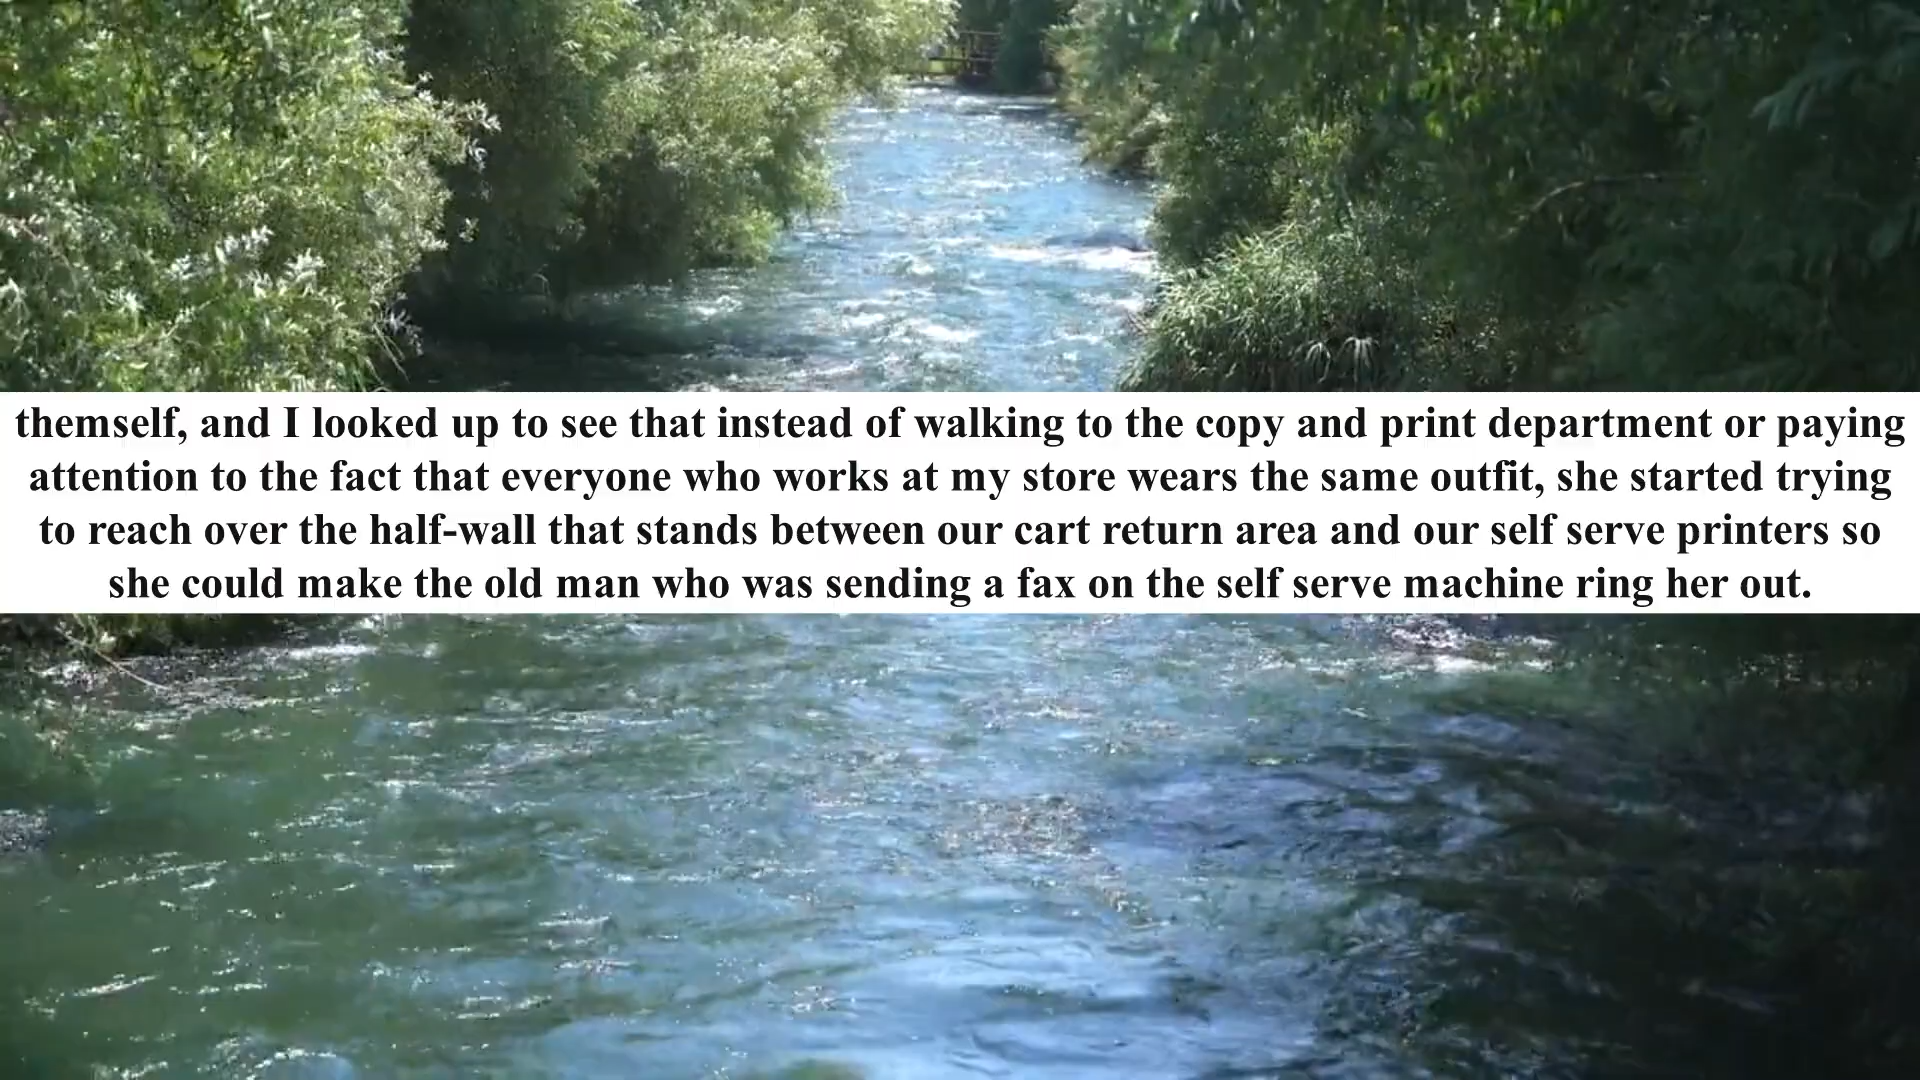 themself, and I looked up to see that instead of walking to the copy and print department or paying
attention to the fact that everyone who works at my store wears the same outfit, she started trying
to reach over the half-wall that stands between our cart return area and our self serve printers so
she could make the old man who was sending a fax on the self serve machine ring her out.